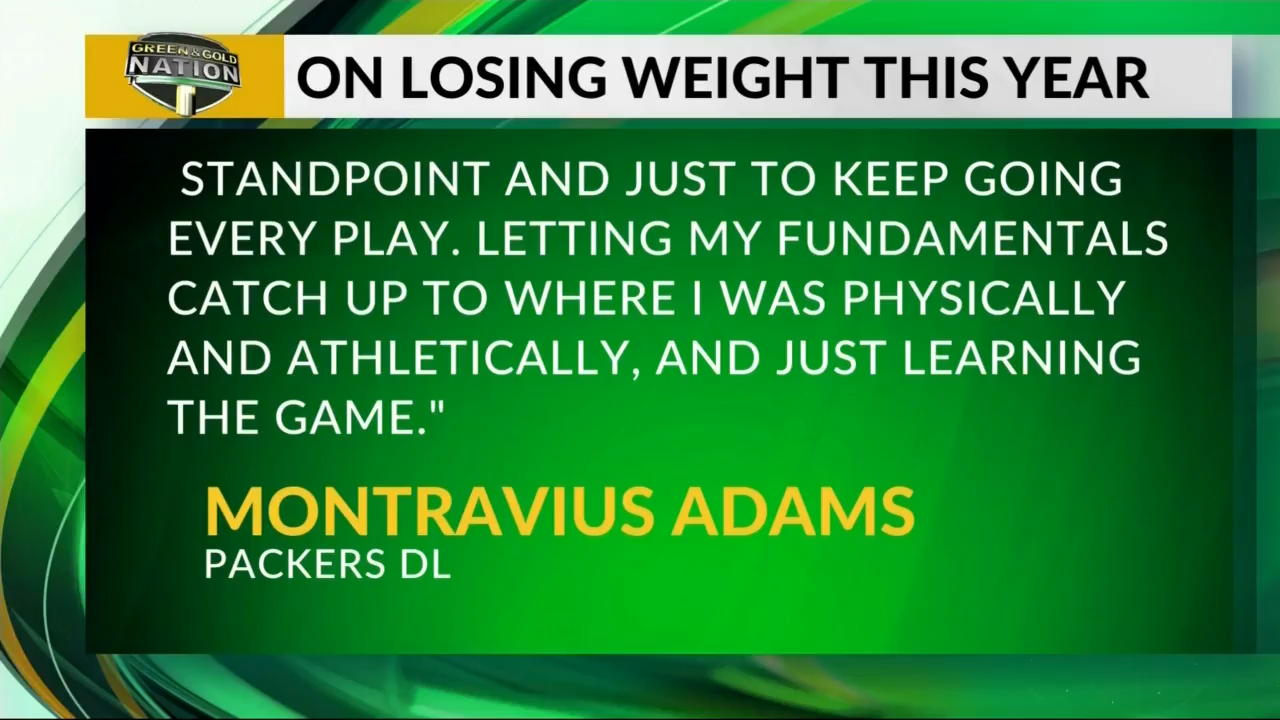 GREEN & GOLD
NATION
ON LOSING WEIGHT THIS YEAR
STANDPOINT AND JUST TO KEEP GOING
EVERY PLAY. LETTING MY FUNDAMENTALS
CATCH UP TO WHERE I WAS PHYSICALLY
AND ATHLETICALLY, AND JUST LEARNING
THE GAME."
MONTRAVIUS ADAMS
PACKERS DL